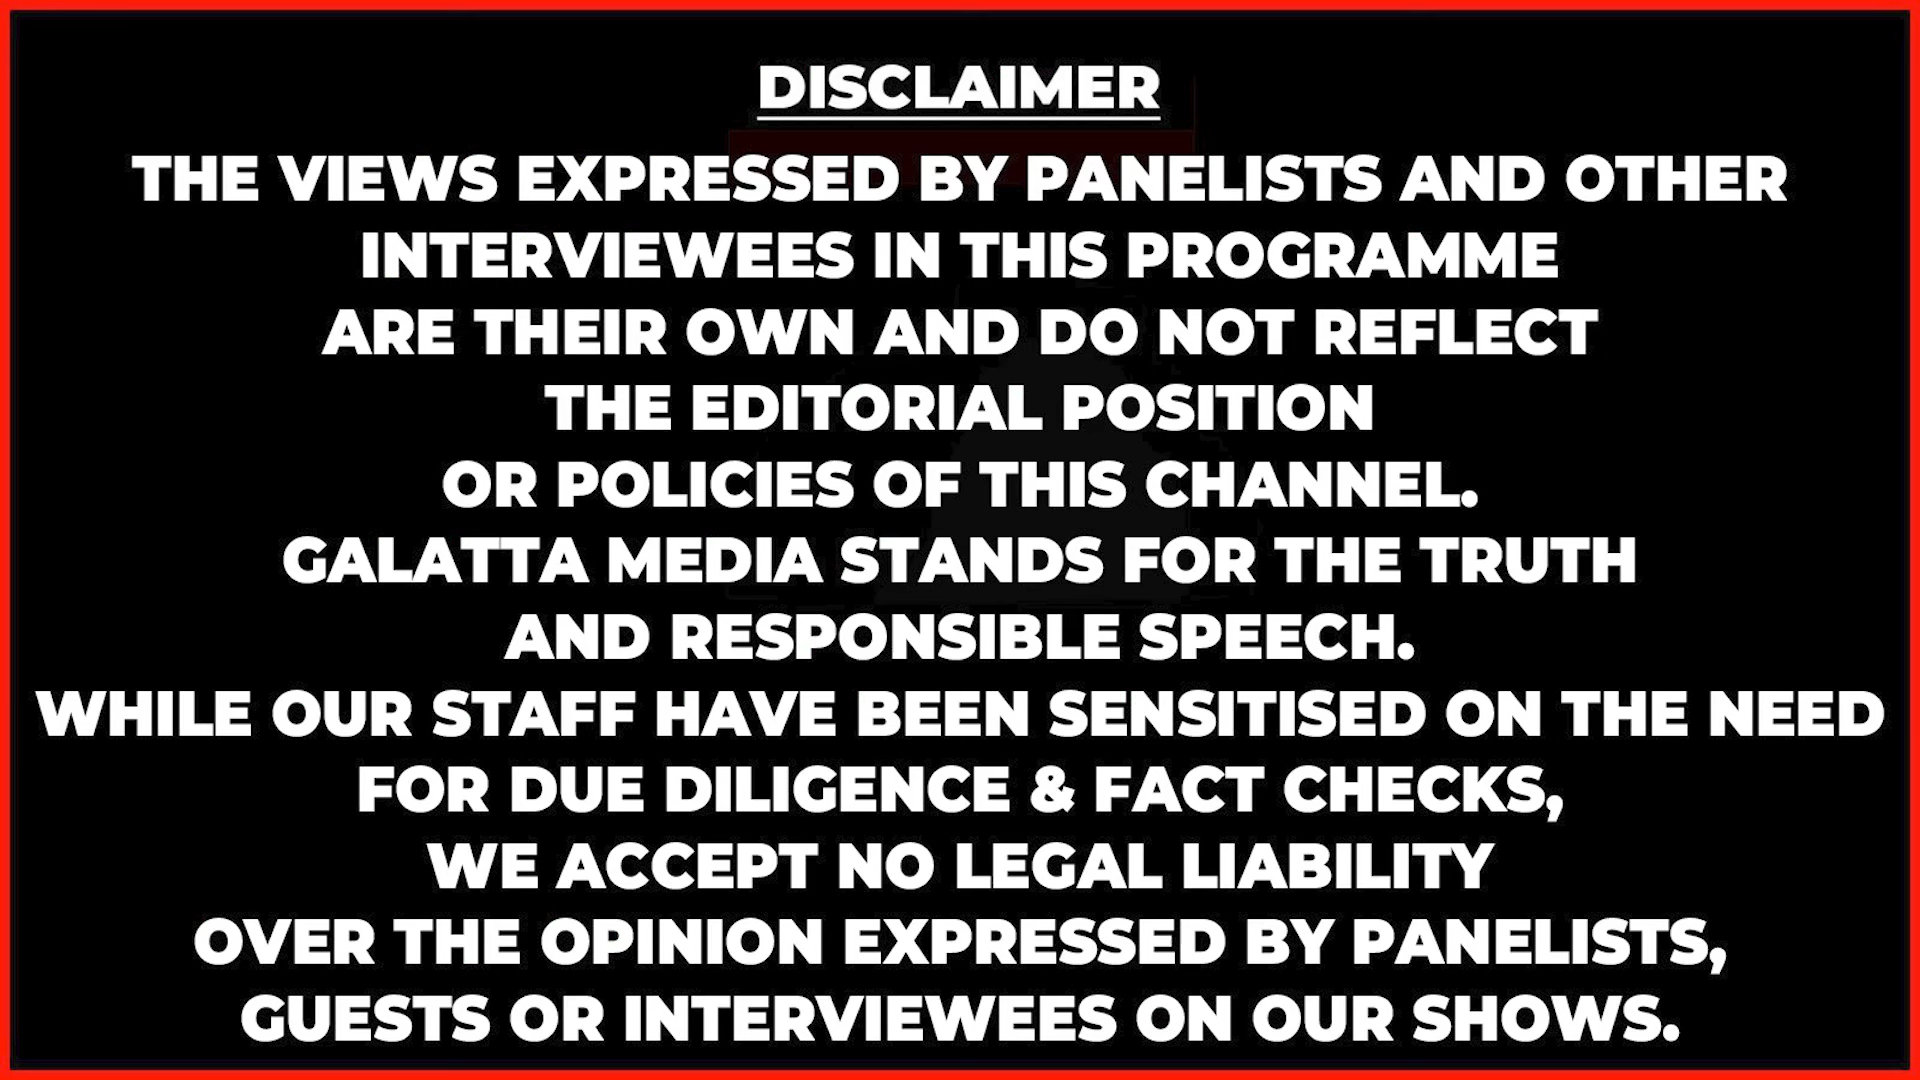 DISCLAIMER
THE VIEWS EXPRESSED BY PANELISTS AND OTHER
INTERVIEWEES IN THIS PROGRAMME
ARE THEIR OWN AND DO NOT REFLECT
THE EDITORIAL POSITION
OR POLICIES OF THIS CHANNEL.
GALATTA MEDIA STANDS FOR THE TRUTH
AND RESPONSIBLE SPEECH.
WHILE OUR STAFF HAVE BEEN SENSITISED ON THE NEED
FOR DUE DILIGENCE & FACT CHECKS,
WE ACCEPT NO LEGAL LIABILITY
OVER THE OPINION EXPRESSED BY PANELISTS,
GUESTS OR INTERVIEWEES ON OUR SHOWS.